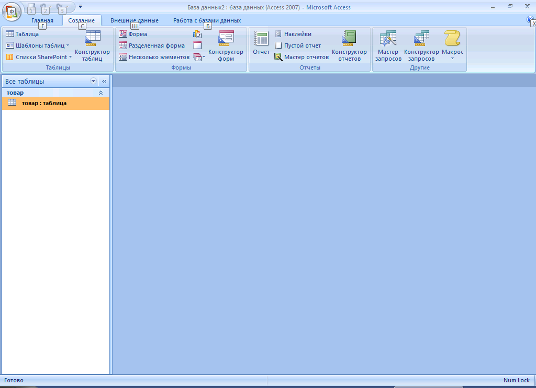 База данных2 : база данных (Access 2007) - Microsoft Access
Главная Создание Внешние данные Работа с базами данных
Таблица
Шаблоны таблиц
Списки SharePoint
Конструктор таблиц
Таблицы
Форма
Разделенная форма
Несколько элементов
Конструктор форм
Формы
Отчет
Наклейки
Пустой отчет
Мастер отчетов
Конструктор отчетов
Отчеты
Мастер запросов
Конструктор запросов
Макрос
Другие
Все таблицы
товар
товар : таблица
Готово
Num Lock